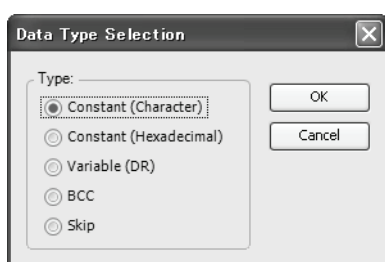 Data Type Selection
Type:
Constant (Character)
Constant (Hexadecimal)
Variable (DR)
BCC
Skip
OK
Cancel